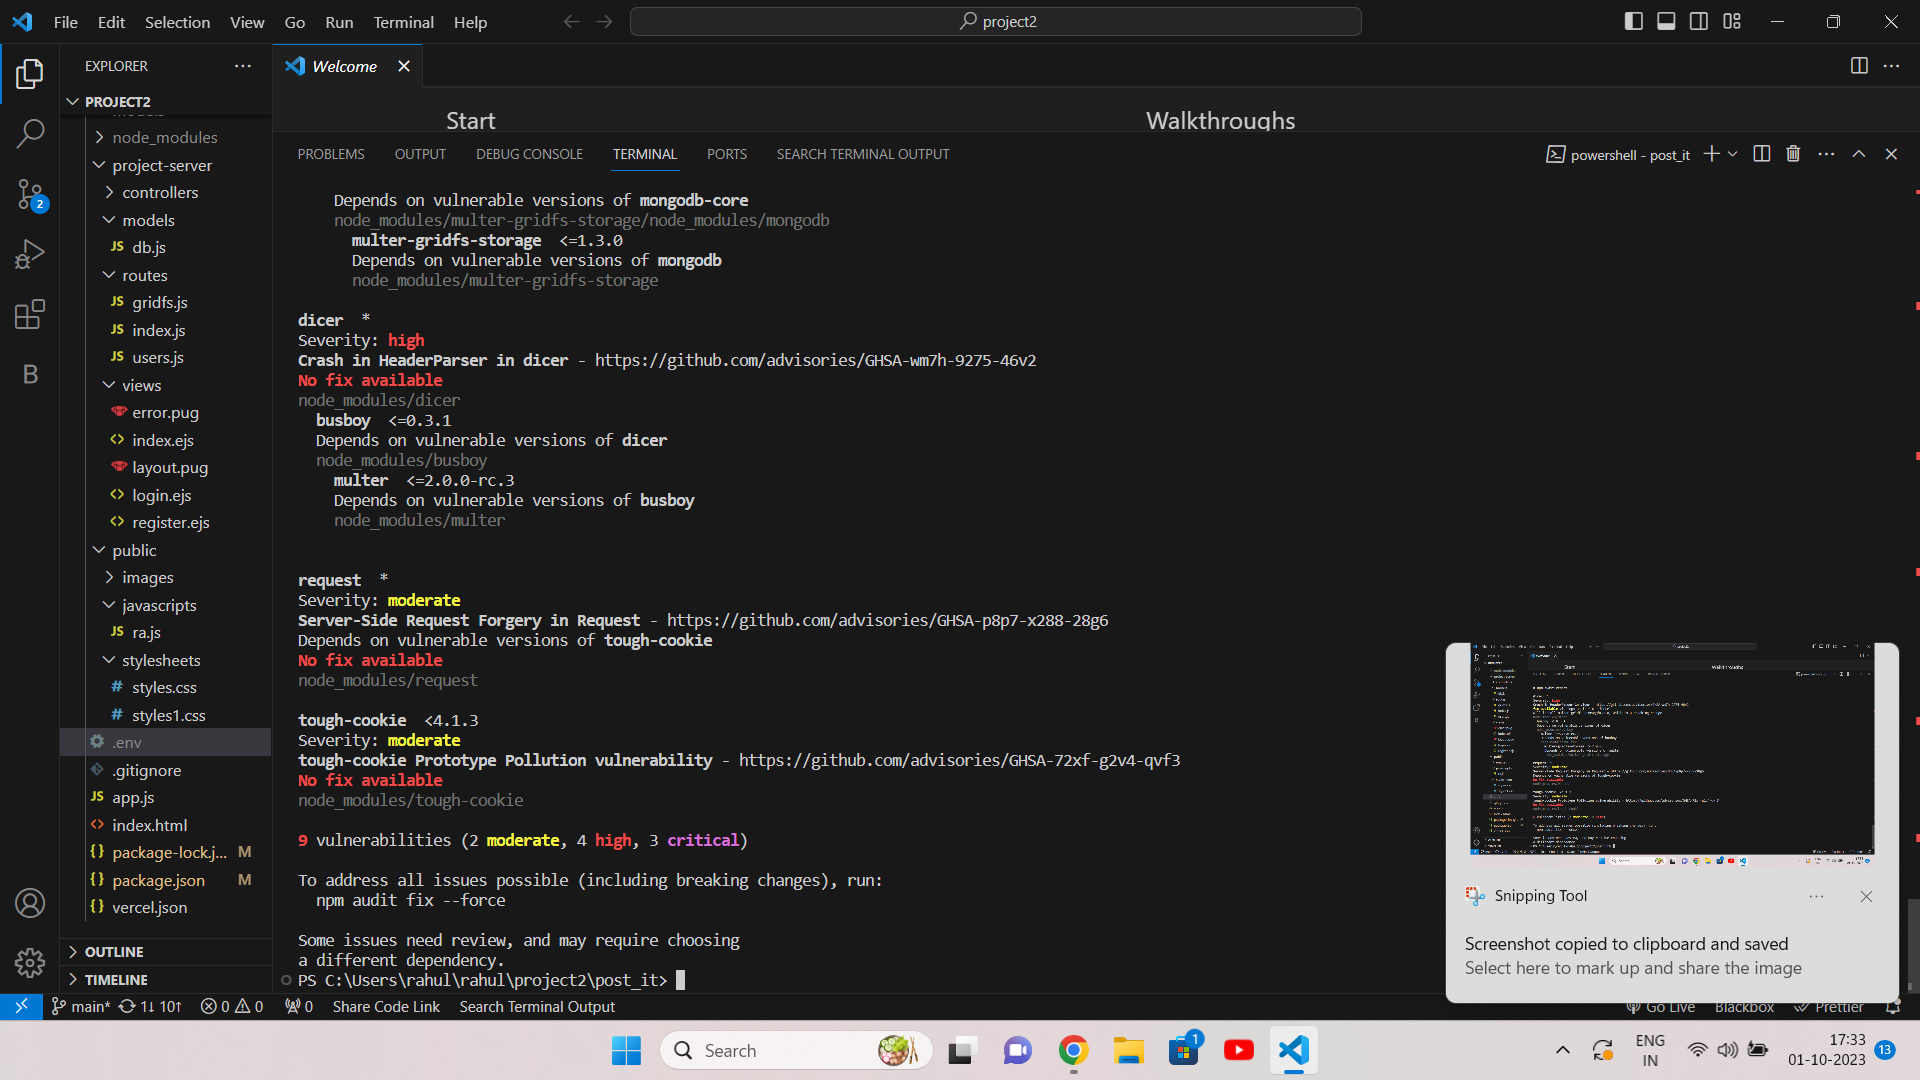 File Edit Selection View Go Run Terminal Help
project2
EXPLORER
Welcome
PROJECT2
node_modules
project-server
controllers
models
JS db.js
routes
JS gridfs.js
JS index.js
JS users.js
views
error.pug
<> index.ejs
layout.pug
<> login.ejs
<> register.ejs
public
images
javascripts
JS ra.js
stylesheets
# styles.css
# styles1.css
.env
.gitignore
JS app.js
<> index.html
{} package-lock.j... M
{} package.json M
{} vercel.json
OUTLINE
TIMELINE
2
B
Start
Walkthroughs
PROBLEMS OUTPUT DEBUG CONSOLE TERMINAL PORTS SEARCH TERMINAL OUTPUT
powershell - post_it
Depends on vulnerable versions of mongodb-core
node_modules/multer-gridfs-storage/node_modules/mongodb
multer-gridfs-storage <=1.3.0
Depends on vulnerable versions of mongodb
node_modules/multer-gridfs-storage
dicer *
Severity: high
Crash in HeaderParser in dicer - https://github.com/advisories/GHSA-wm7h-9275-46v2
No fix available
node_modules/dicer
busboy <=0.3.1
Depends on vulnerable versions of dicer
node_modules/busboy
multer <=2.0.0-rc.3
Depends on vulnerable versions of busboy
node_modules/multer
request *
Severity: moderate
Server-Side Request Forgery in Request - https://github.com/advisories/GHSA-p8p7-x288-28g6
Depends on vulnerable versions of tough-cookie
No fix available
node_modules/request
tough-cookie <4.1.3
Severity: moderate
tough-cookie Prototype Pollution vulnerability - https://github.com/advisories/GHSA-72xf-g2v4-qvf3
No fix available
node_modules/tough-cookie
9 vulnerabilities (2 moderate, 4 high, 3 critical)
To address all issues possible (including breaking changes), run:
npm audit fix --force
Some issues need review, and may require choosing
a different dependency.
PS C:\Users\rahul\rahul\project2\post_it>
Snipping Tool
Screenshot copied to clipboard and saved
Select here to mark up and share the image
main* 1↓ 10↑ 0 0 0 Share Code Link Search Terminal Output
Go Live Blackbox Prettier
Search
1
ENG
IN
17:33
01-10-2023
13